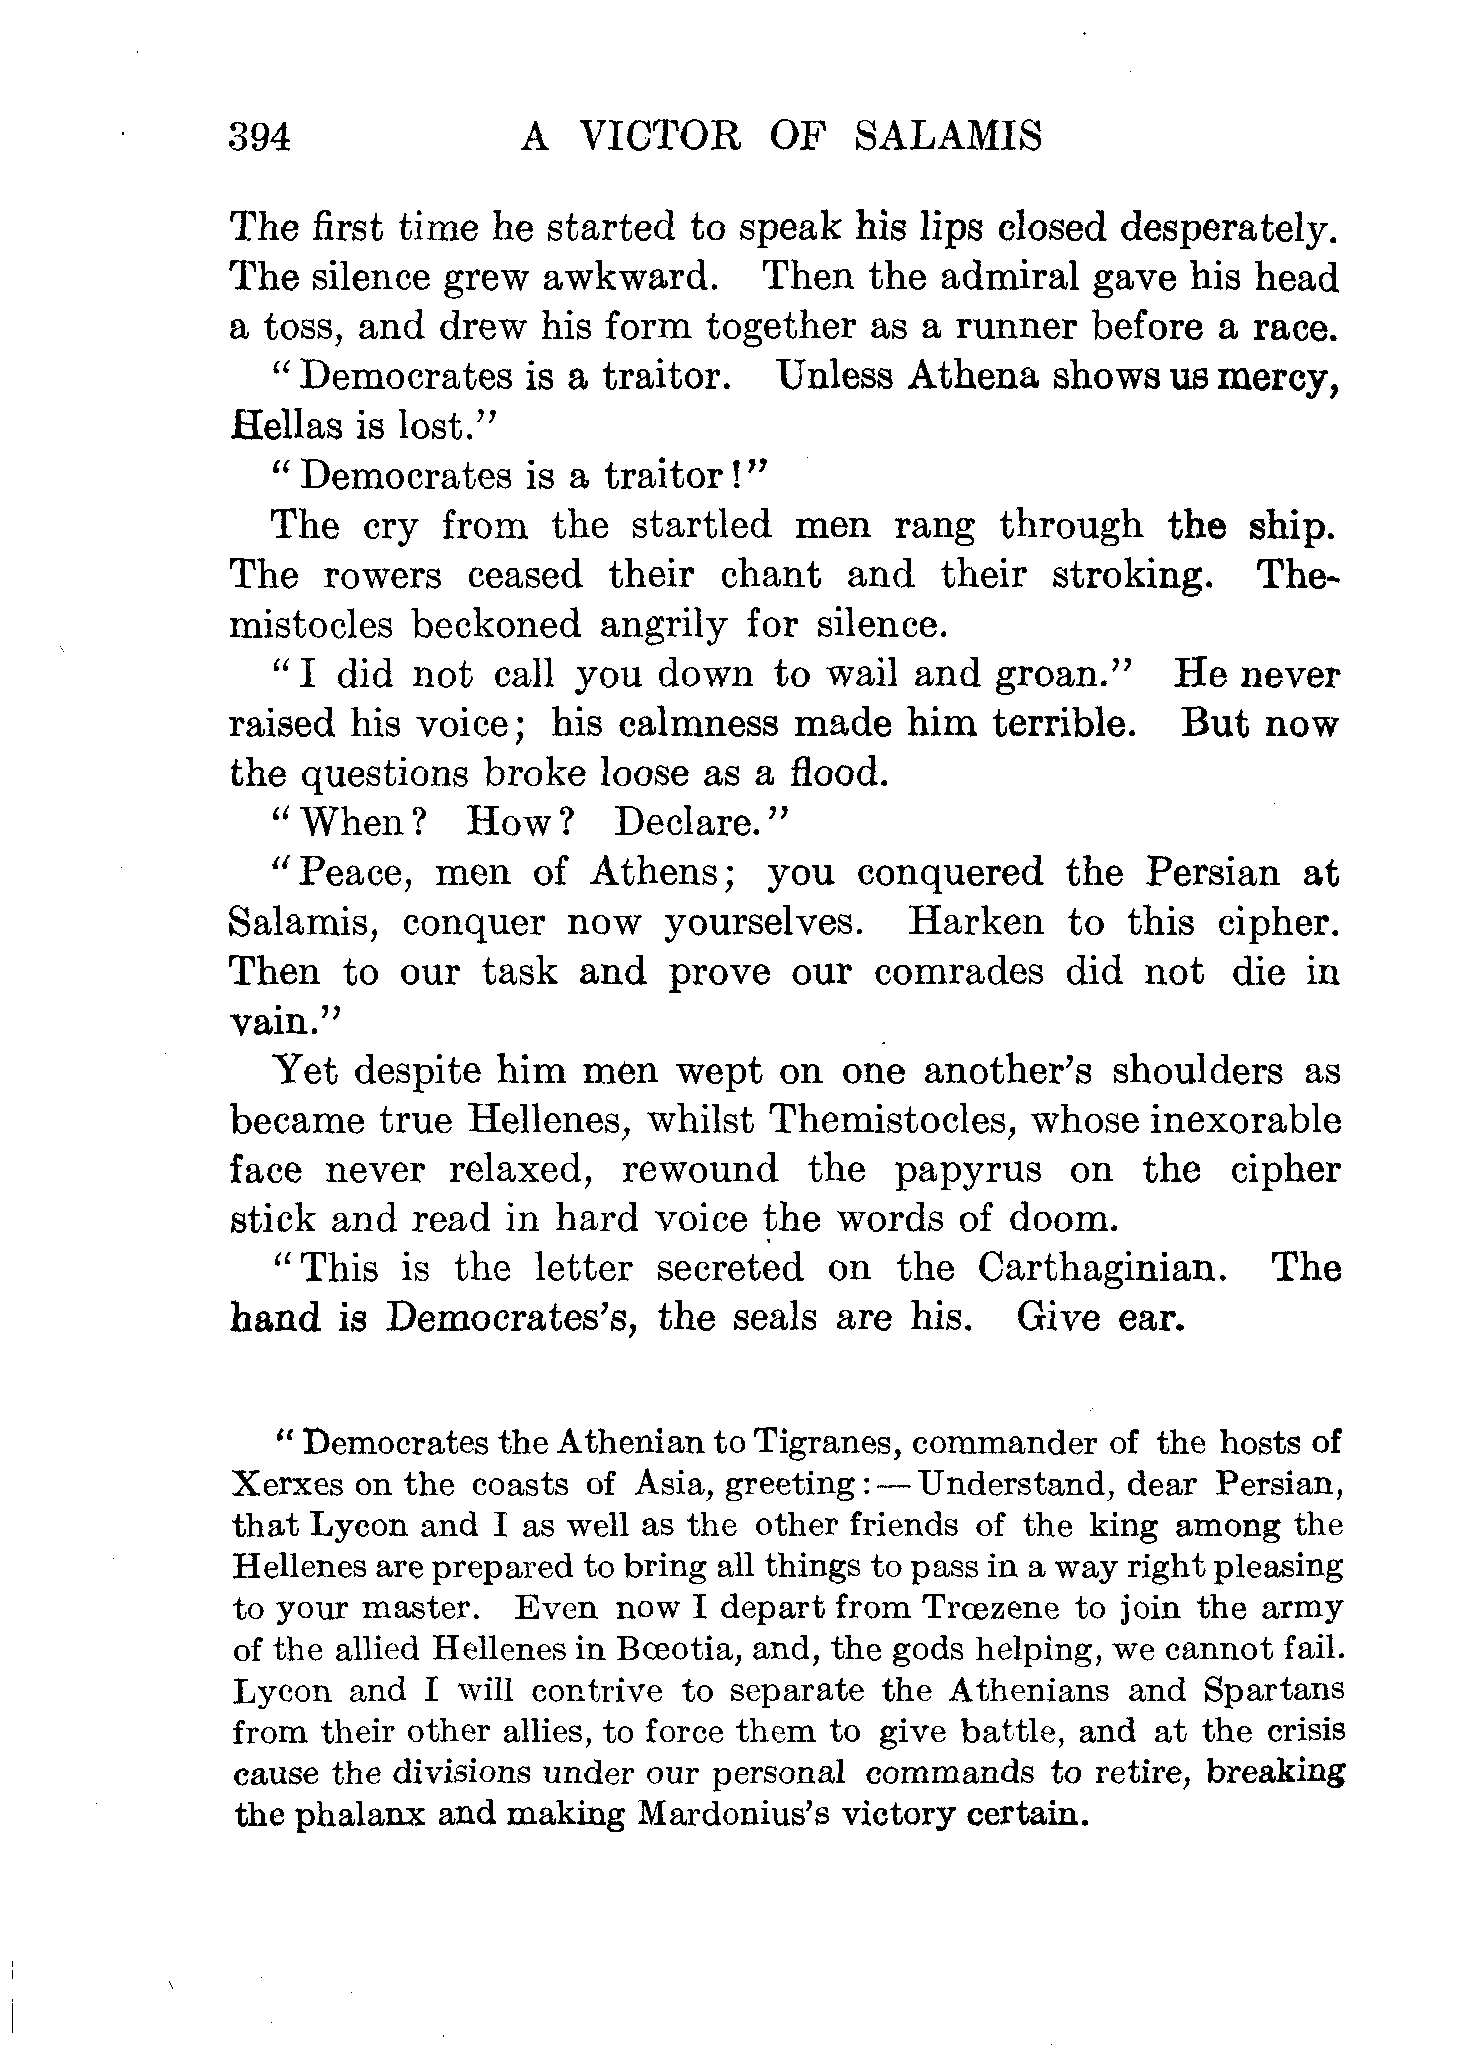 394 A VICTOR OF SALAMIS
The first time he started to speak his lips closed desperately.
The silence grew awkward. Then the admiral gave his head
a toss, and drew his form together as a runner before a race.
“Democrates is a traitor. Unless Athena shows us mercy,
Hellas is lost.”
“Democrates is a traitor!”
The cry from the startled men rang through the ship.
The rowers ceased their chant and their stroking. The-
mistocles beckoned angrily for silence.
“I did not call you down to wail and groan.” He never
raised his voice; his calmness made him terrible. But now
the questions broke loose as a flood.
“When? How? Declare.”
“Peace, men of Athens; you conquered the Persian at
Salamis, conquer now yourselves. Harken to this cipher.
Then to our task and prove our comrades did not die in
vain.”
Yet despite him men wept on one another’s shoulders as
became true Hellenes, whilst Themistocles, whose inexorable
face never relaxed, rewound the papyrus on the cipher
stick and read in hard voice the words of doom.
“This is the letter secreted on the Carthaginian. The
hand is Democrates’s, the seals are his. Give ear.
“Democrates the Athenian to Tigranes, commander of the hosts of
Xerxes on the coasts of Asia, greeting:—Understand, dear Persian,
that Lycon and I as well as the other friends of the king among the
Hellenes are prepared to bring all things to pass in a way right pleasing
to your master. Even now I depart from Trœzene to join the army
of the allied Hellenes in Bœotia, and, the gods helping, we cannot fail.
Lycon and I will contrive to separate the Athenians and Spartans
from their other allies, to force them to give battle, and at the crisis
cause the divisions under our personal commands to retire, breaking
the phalanx and making Mardonius’s victory certain.